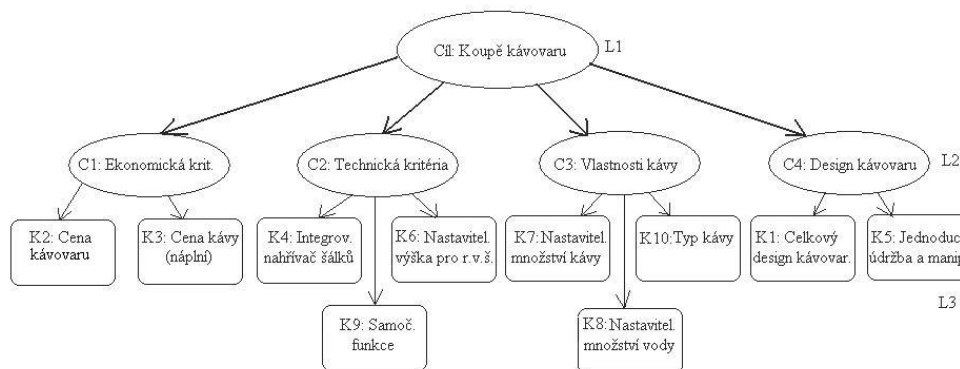 Cíl: Koupě kávovaru
L1
C1: Ekonomická krit.
C2: Technická kritéria
C3: Vlastnosti kávy
C4: Design kávovaru
L2
K2: Cena
kávovaru
K3: Cena kávy
(náplní)
K4: Integrov.
nahřívač šálků
K6: Nastavitel.
výška pro r.v.š.
K7: Nastavitel.
množství kávy
K10: Typ kávy
K1: Celkový
design kávovar.
K5: Jednoduc
údržba a manip
L3
K9: Samoč.
funkce
K8: Nastavitel.
množství vody